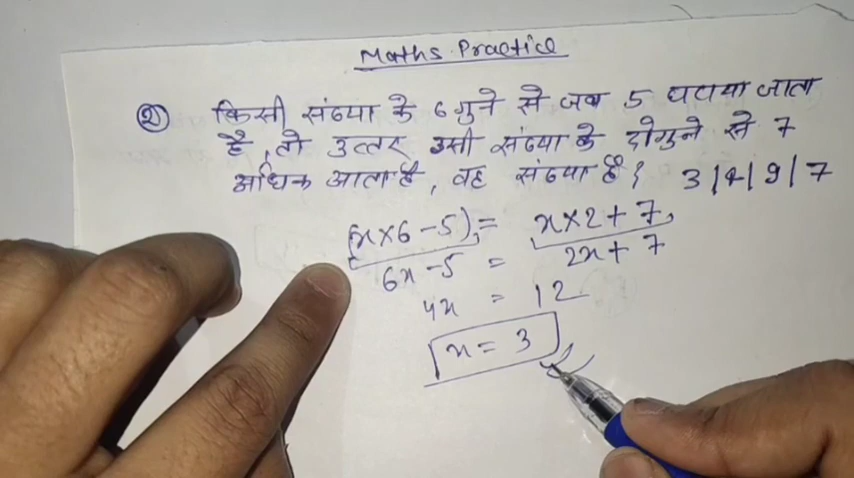 Maths Practice
② किसी संख्या के 6 गुने से जब 5 घटाया जाता
है, तो उत्तर उसी संख्या के दोगुने से 7
अधिक आता है, वह संख्या है? 3 / 4 / 9 / 7
(x × 6 - 5) = x × 2 + 7
6x - 5 = 2x + 7
4x = 12
x = 3